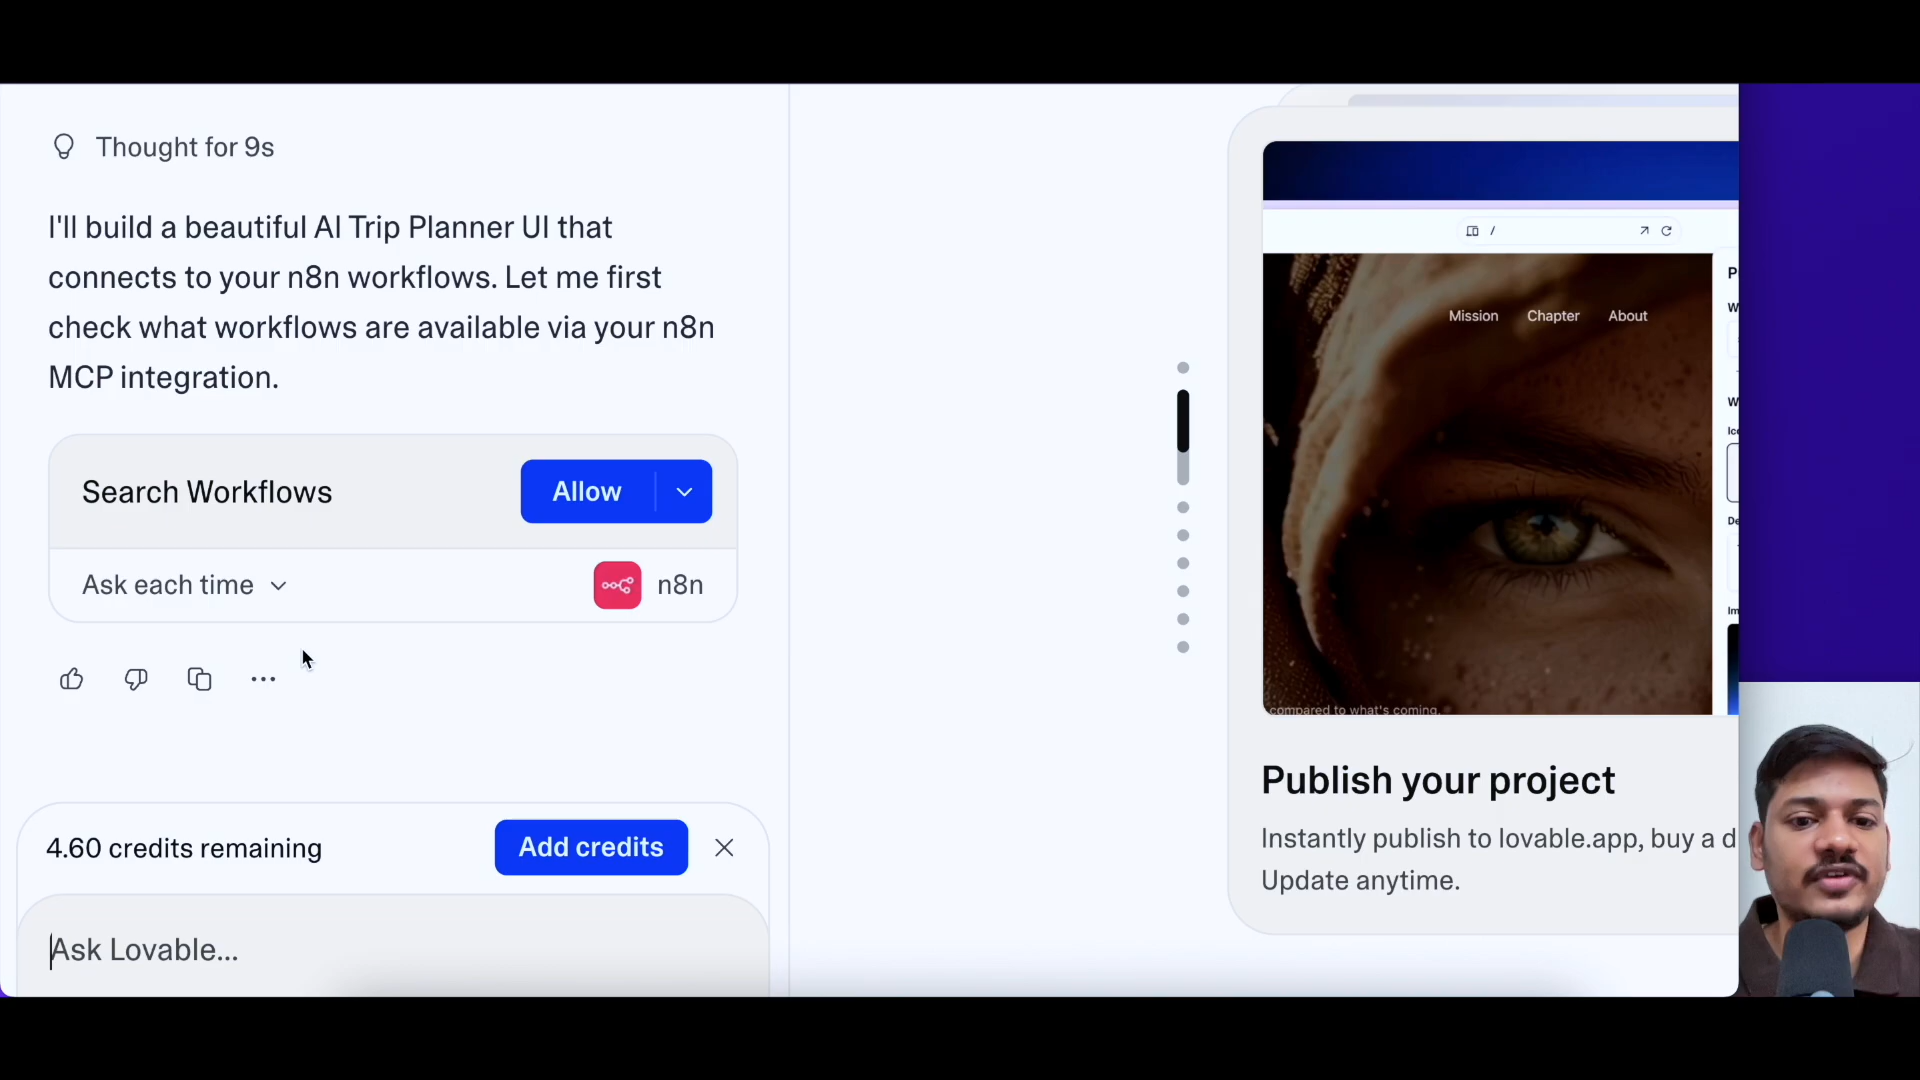 Thought for 9s
I'll build a beautiful AI Trip Planner UI that
connects to your n8n workflows. Let me first
check what workflows are available via your n8n
MCP integration.
Search Workflows
Allow
Ask each time
n8n
4.60 credits remaining
Add credits
Ask Lovable...
/
Mission Chapter About
compared to what's coming.
Publish your project
Instantly publish to lovable.app, buy a d
Update anytime.